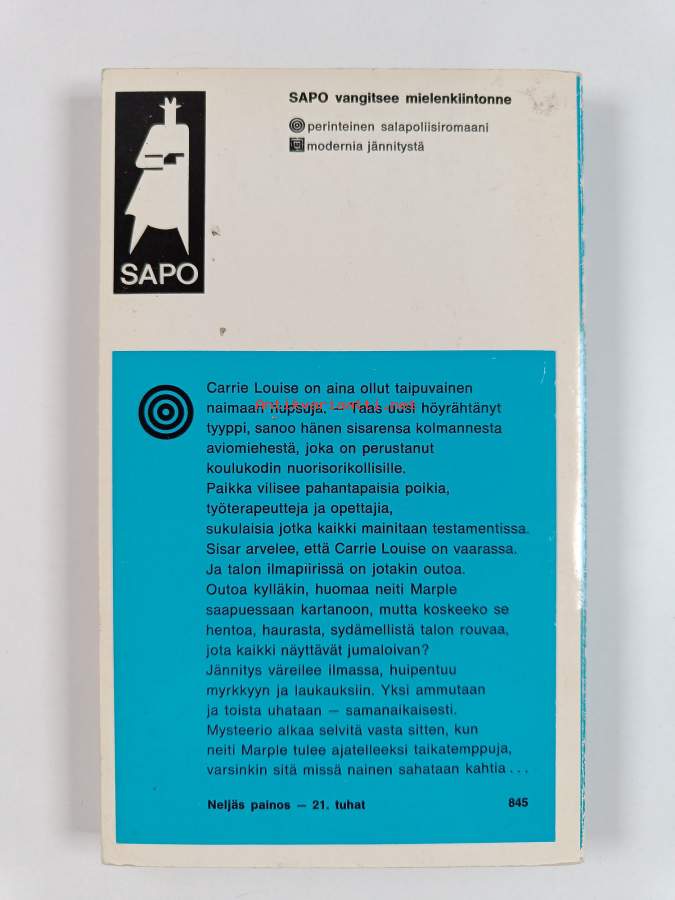 SAPO vangitsee mielenkiintonne
perinteinen salapoliisiromaani
modernia jännitystä
SAPO
Carrie Louise on aina ollut taipuvainen
naimaan hupsuja. — Taas uusi höyrähtänyt
Antikvariaatti.net
tyyppi, sanoo hänen sisarensa kolmannesta
aviomiehestä, joka on perustanut
koulukodin nuorisorikollisille.
Paikka vilisee pahantapaisia poikia,
työterapeutteja ja opettajia,
sukulaisia jotka kaikki mainitaan testamentissa.
Sisar arvelee, että Carrie Louise on vaarassa.
Ja talon ilmapiirissä on jotakin outoa.
Outoa kylläkin, huomaa neiti Marple
saapuessaan kartanoon, mutta koskeeko se
hentoa, haurasta, sydämellistä talon rouvaa,
jota kaikki näyttävät jumaloivan?
Jännitys väreilee ilmassa, huipentuu
myrkkyyn ja laukauksiin. Yksi ammutaan
ja toista uhataan — samanaikaisesti.
Mysteerio alkaa selvitä vasta sitten, kun
neiti Marple tulee ajatelleeksi taikatemppuja,
varsinkin sitä missä nainen sahataan kahtia...
Neljäs painos — 21. tuhat 845